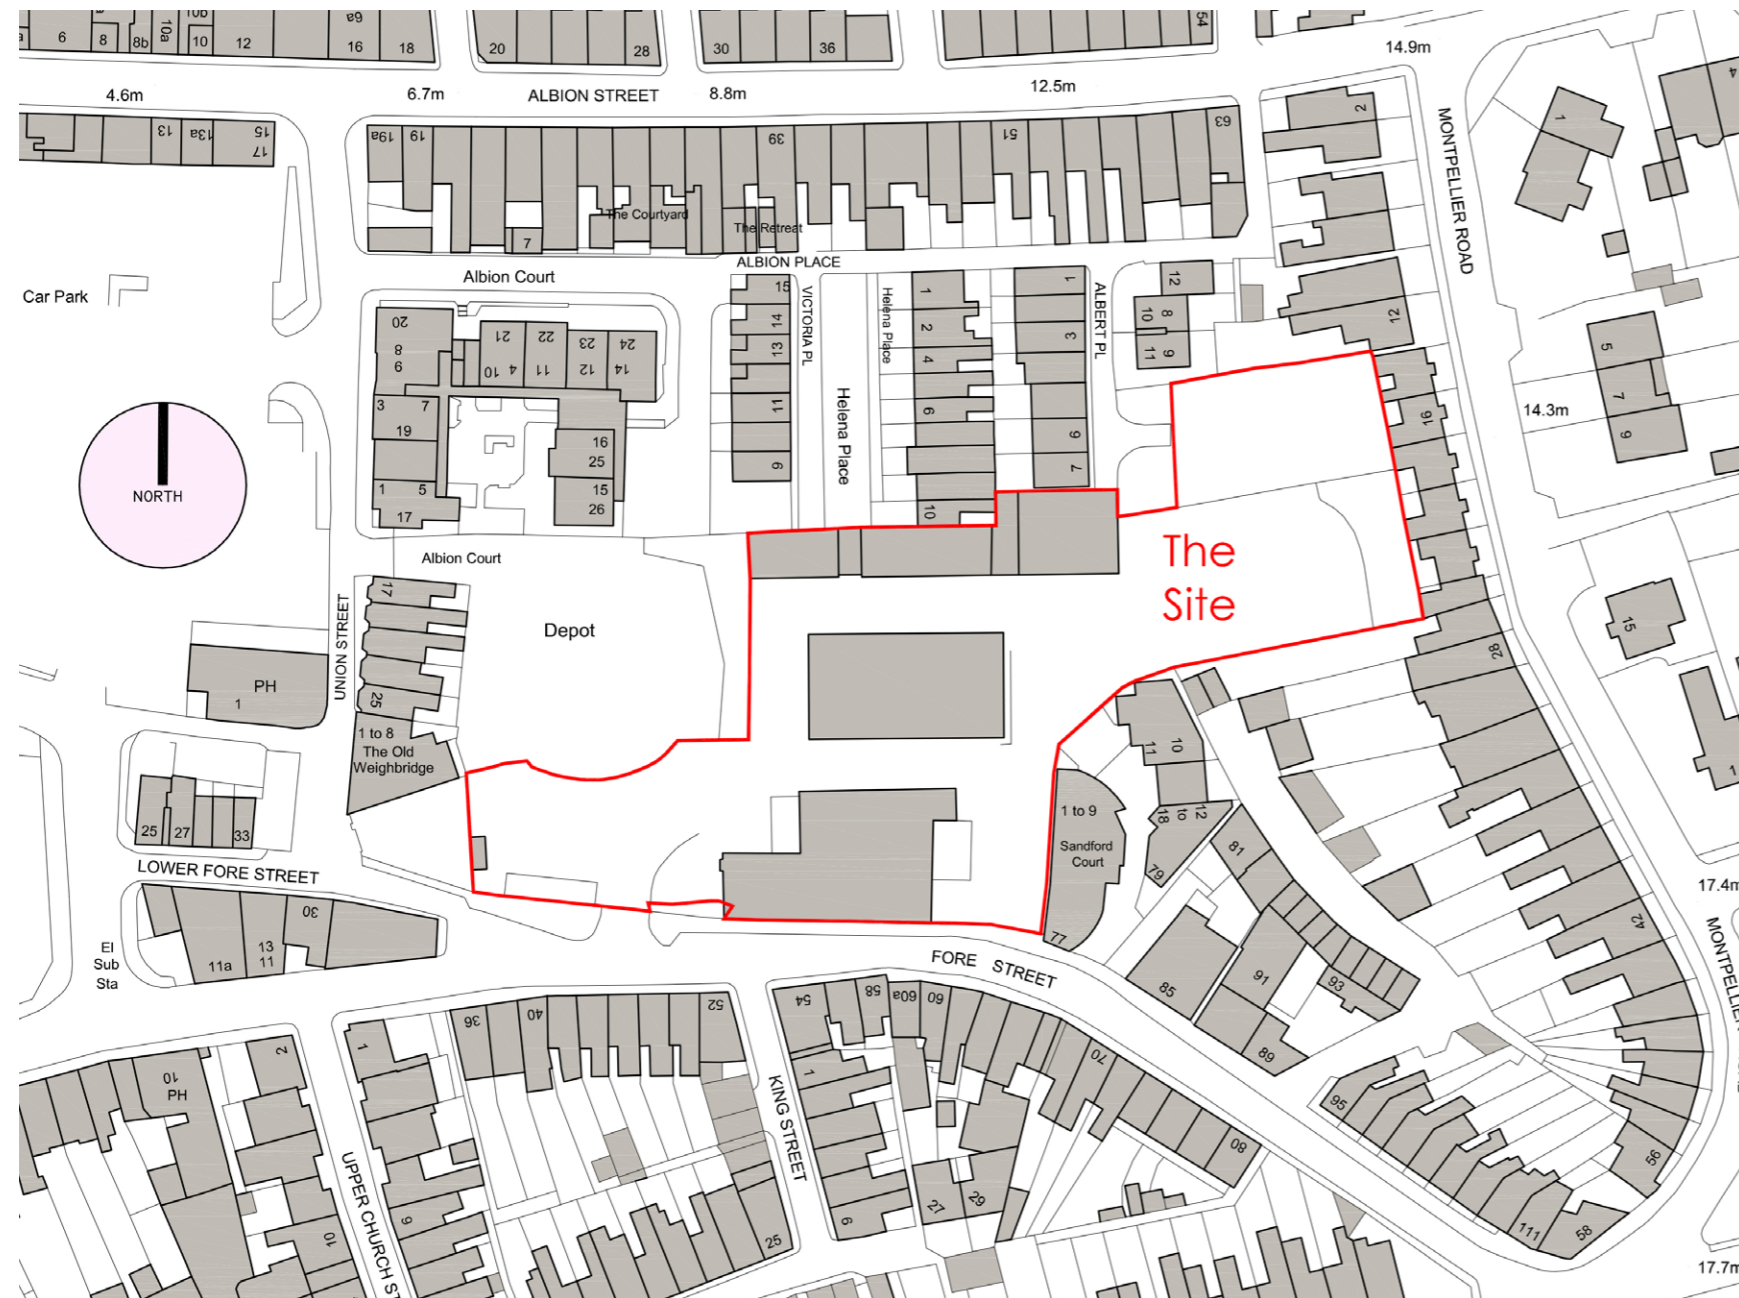 6a
54
10b
10a
6
8
8b
10
12
16
18
20
28
30
36
14.9m
4.6m
6.7m
ALBION STREET
8.8m
12.5m
4
2
1
MONTPELLIER ROAD
13
13a
15
17
19a
19
39
51
63
The Courtyard
The Retreat
7
ALBION PLACE
Albion Court
Car Park
12
8
10
9
11
15
14
13
11
9
VICTORIA PL
Helena Place
Helena Place
1
2
4
6
10
1
3
6
7
ALBERT PL
12
16
5
7
9
14.3m
20
8
9
21
22
23
24
10
4
11
12
14
3
7
19
1
5
17
16
25
15
26
NORTH
Albion Court
The
Site
Depot
UNION STREET
17
25
PH
1
1 to 8
The Old
Weighbridge
15
28
1
10
11
12
to
18
79
1 to 9
Sandford
Court
77
81
25
27
33
LOWER FORE STREET
30
11a
13
11
El
Sub
Sta
FORE STREET
85
91
93
89
17.4m
42
MONTPELLIER
36
40
52
54
58
60a
60
70
80
95
111
58
56
17.7m
2
1
10
PH
KING STREET
1
6
27
29
25
UPPER CHURCH ST
9
10